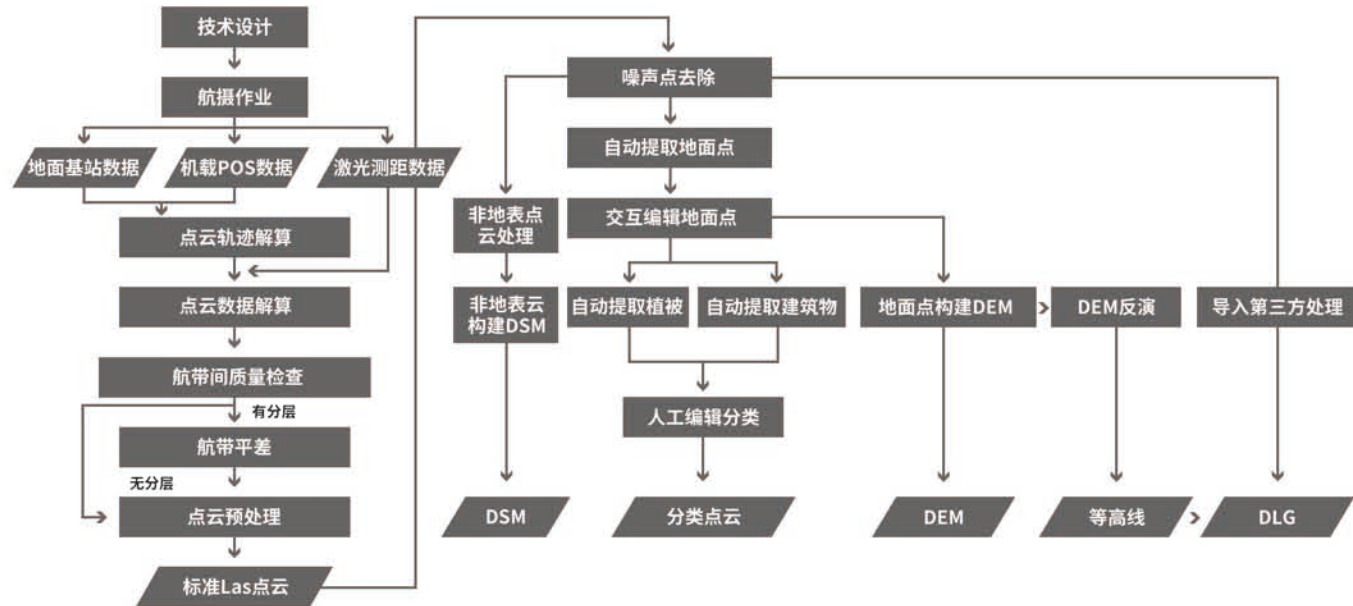 技术设计
航摄作业
地面基站数据
机载POS数据
激光测距数据
点云轨迹解算
点云数据解算
航带间质量检查
有分层
航带平差
无分层
点云预处理
标准Las点云
噪声点去除
自动提取地面点
非地表点
云处理
交互编辑地面点
非地表云
构建DSM
自动提取植被
自动提取建筑物
地面点构建DEM
DEM反演
导入第三方处理
人工编辑分类
DSM
分类点云
DEM
等高线
DLG